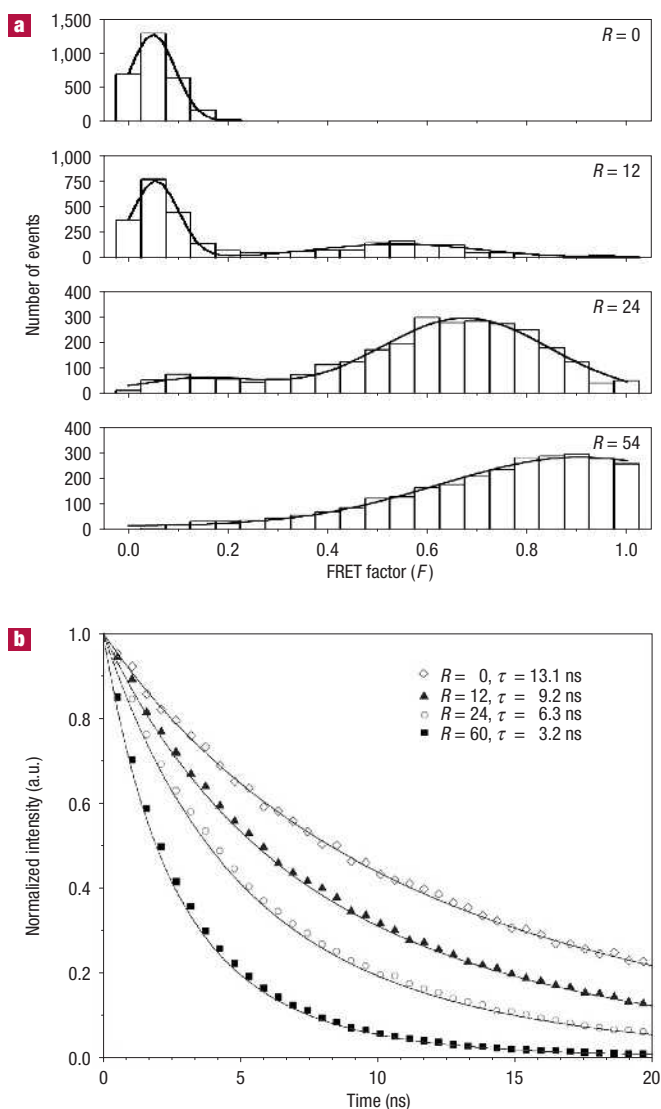 a
1,500
1,000
500
0
R = 0
1,000
750
500
250
0
R = 12
400
300
200
100
0
R = 24
400
300
200
100
0
R = 54
Number of events
0.0 0.2 0.4 0.6 0.8 1.0
FRET factor (F)
b
1.0
0.8
0.6
0.4
0.2
0.0
Normalized intensity (a.u.)
R = 0, τ = 13.1 ns
R = 12, τ = 9.2 ns
R = 24, τ = 6.3 ns
R = 60, τ = 3.2 ns
0 5 10 15 20
Time (ns)